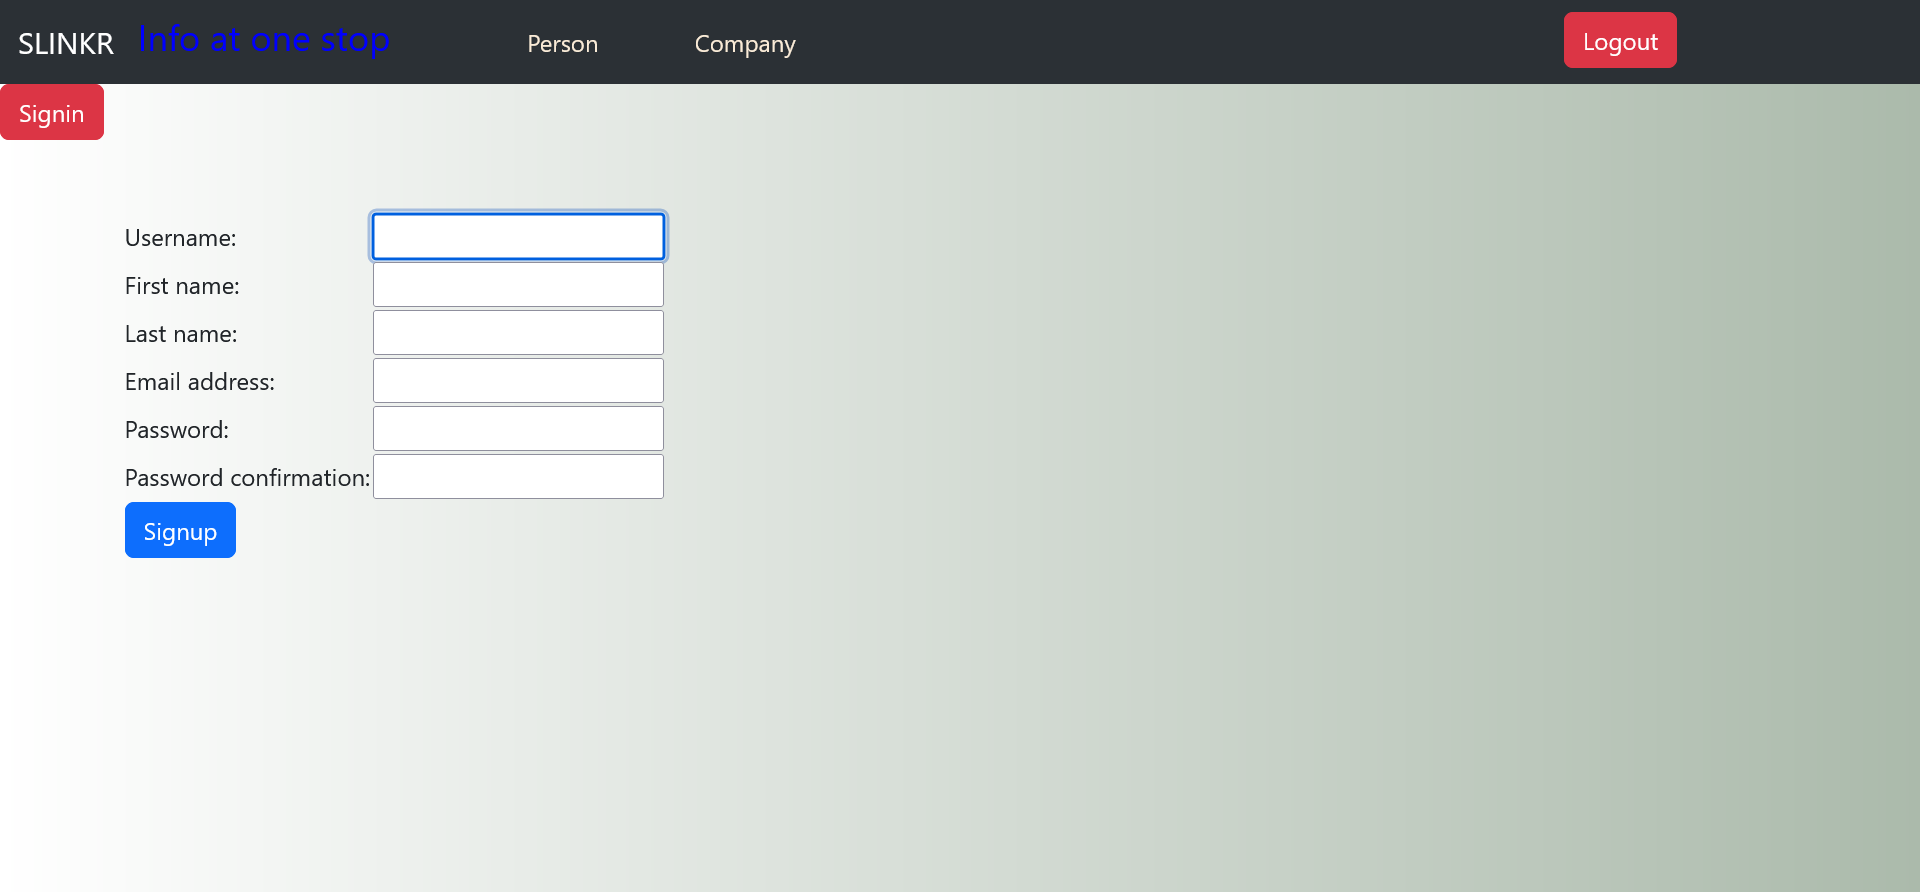 SLINKR Info at one stop Person Company Logout
Signin
Username:
First name:
Last name:
Email address:
Password:
Password confirmation:
Signup